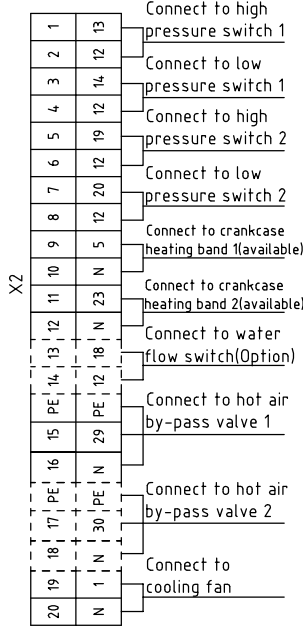 X2
1 13
Connect to high
pressure switch 1
2 12
3 14
Connect to low
pressure switch 1
4 12
5 19
Connect to high
pressure switch 2
6 12
7 20
Connect to low
pressure switch 2
8 12
9 5
Connect to crankcase
heating band 1(available)
10 N
11 23
Connect to crankcase
heating band 2(available)
12 N
13 18
Connect to water
flow switch(Option)
14 12
PE PE
Connect to hot air
by-pass valve 1
15 29
16 N
PE PE
Connect to hot air
by-pass valve 2
17 30
18 N
19 1
Connect to
cooling fan
20 N